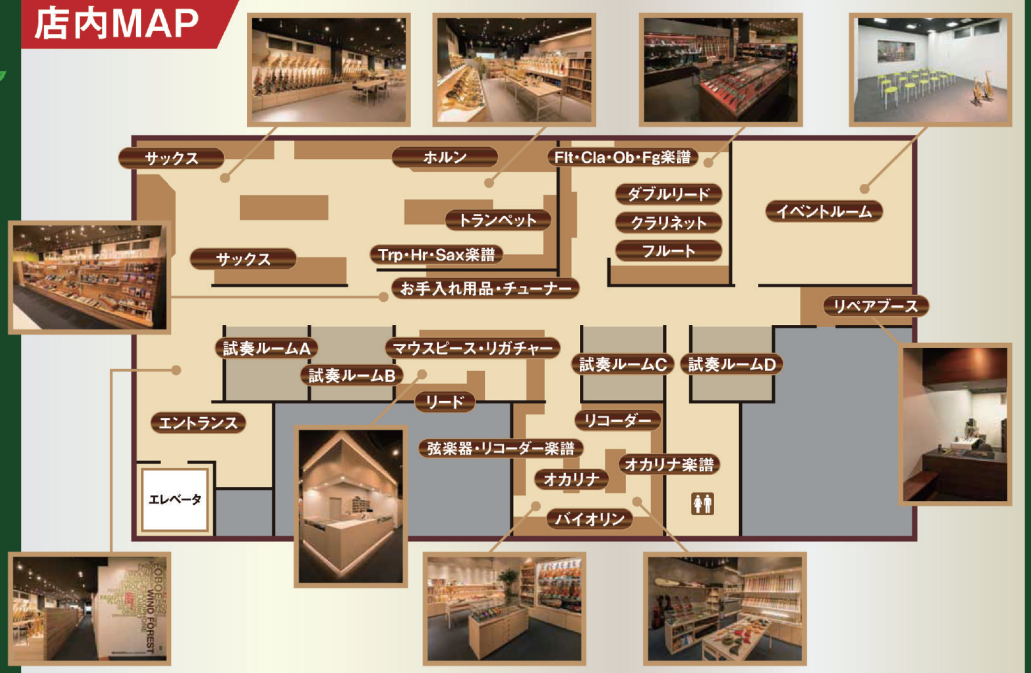 店内MAP
サックス
ホルン
Flt・Cla・Ob・Fg楽譜
ダブルリード
クラリネット
フルート
イベントルーム
トランペット
サックス
Trp・Hr・Sax楽譜
お手入れ用品・チューナー
リペアブース
試奏ルームA
試奏ルームB
マウスピース・リガチャー
試奏ルームC
試奏ルームD
リード
エントランス
リコーダー
弦楽器・リコーダー楽譜
オカリナ
オカリナ楽譜
エレベータ
バイオリン
WIND FOREST